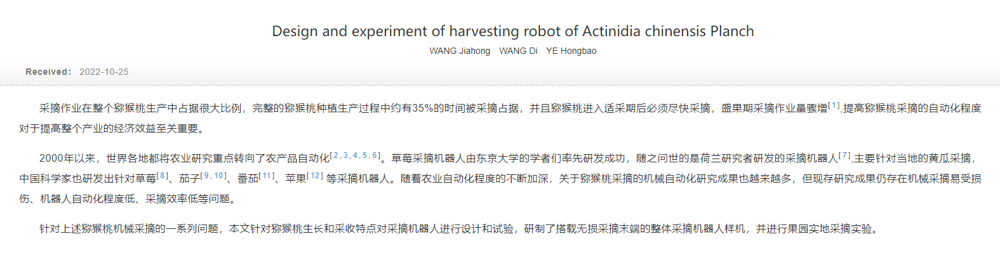 Design and experiment of harvesting robot of Actinidia chinensis Planch
WANG Jiahong WANG Di YE Hongbao
Received： 2022-10-25
采摘作业在整个猕猴桃生产中占据很大比例，完整的猕猴桃种植生产过程中约有35%的时间被采摘占据，并且猕猴桃进入适采期后必须尽快采摘，盛果期采摘作业量骤增[1],提高猕猴桃采摘的自动化程度
对于提高整个产业的经济效益至关重要。
2000年以来，世界各地都将农业研究重点转向了农产品自动化[2,3,4,5,6]。草莓采摘机器人由东京大学的学者们率先研发成功，随之问世的是荷兰研究者研发的采摘机器人[7],主要针对当地的黄瓜采摘，
中国科学家也研发出针对草莓[8]、茄子[9,10]、番茄[11]、苹果[12] 等采摘机器人。随着农业自动化程度的不断加深，关于猕猴桃采摘的机械自动化研究成果也越来越多，但现存研究成果仍存在机械采摘易受损
伤、机器人自动化程度低、采摘效率低等问题。
针对上述猕猴桃机械采摘的一系列问题，本文针对猕猴桃生长和采收特点对采摘机器人进行设计和试验，研制了搭载无损采摘末端的整体采摘机器人样机，并进行果园实地采摘实验。